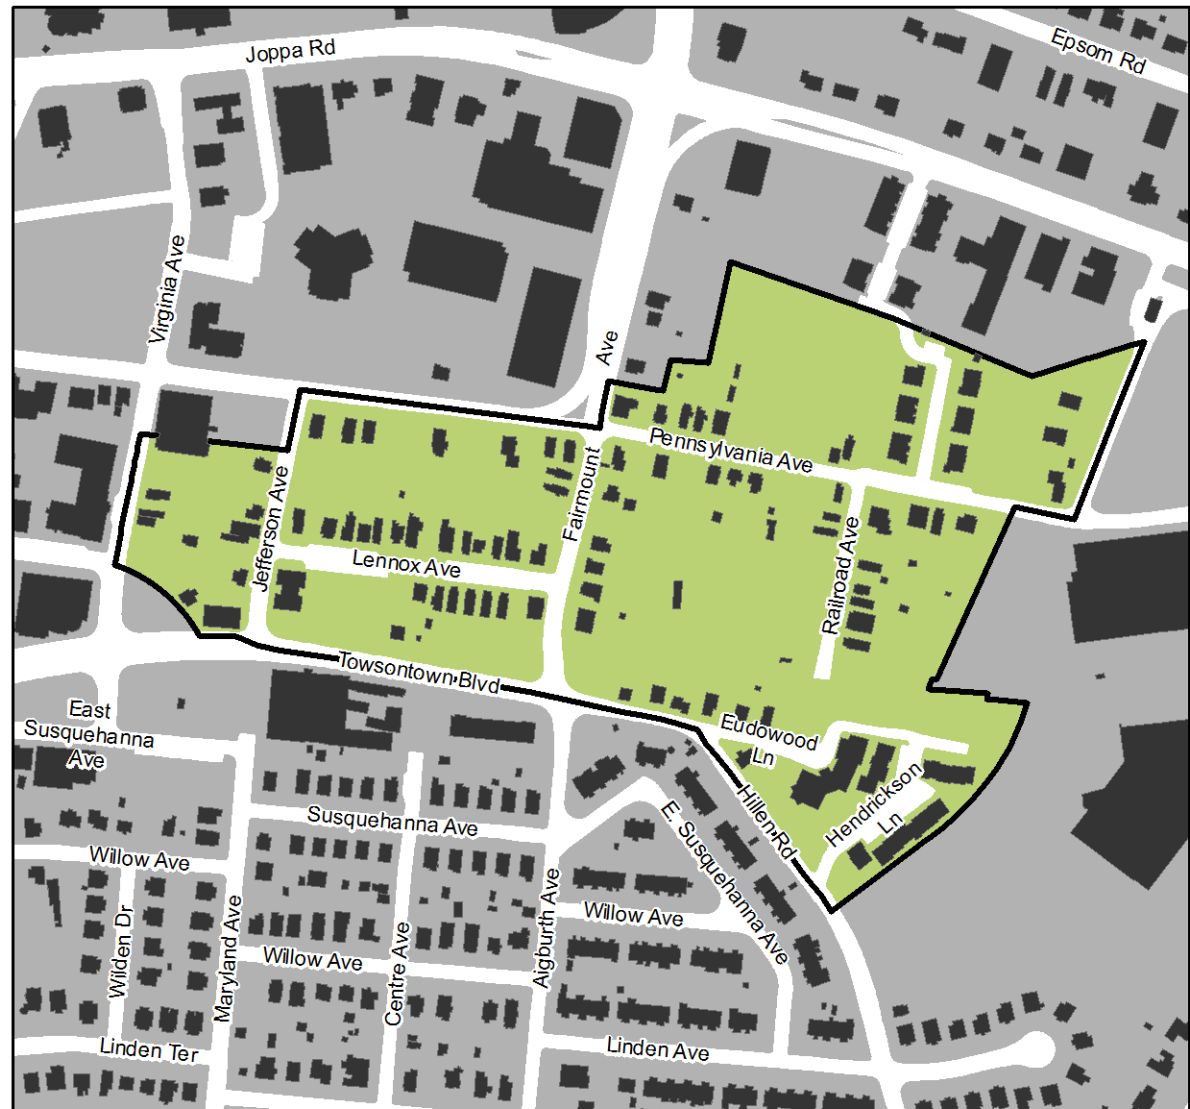 Joppa Rd
Epsom Rd
Virginia Ave
Ave
Pennsylvania Ave
Fairmount
Jefferson Ave
Lennox Ave
Railroad Ave
Towsontown Blvd
East
Susquehanna
Ave
Eudowood
Ln
Hendrickson
Ln
Hillen Rd
Susquehanna Ave
E. Susquehanna Ave
Willow Ave
Willow Ave
Wilden Dr
Maryland Ave
Centre Ave
Aigburth Ave
Willow Ave
Linden Ter
Linden Ave